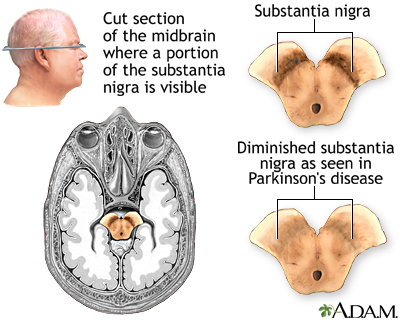 Cut section
of the midbrain
where a portion
of the substantia
nigra is visible
Substantia nigra
Diminished substantia
nigra as seen in
Parkinson's disease
A.D.A.M.